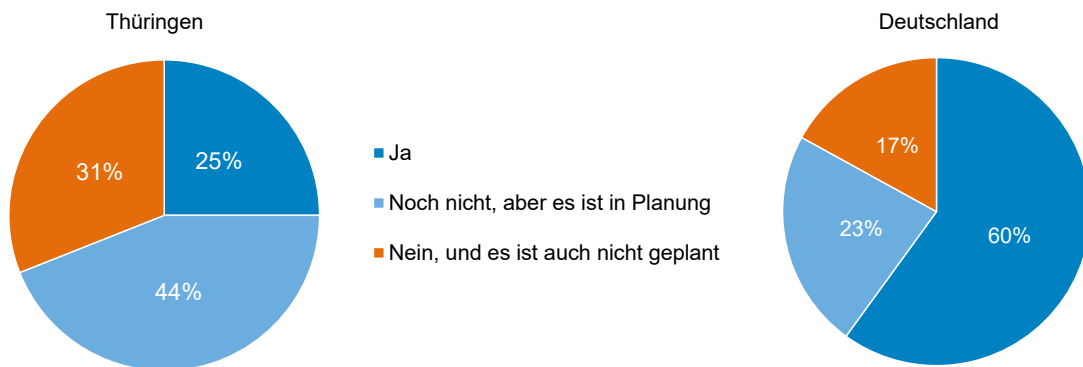 Thüringen
25%
44%
31%
Ja
Noch nicht, aber es ist in Planung
Nein, und es ist auch nicht geplant
Deutschland
60%
23%
17%